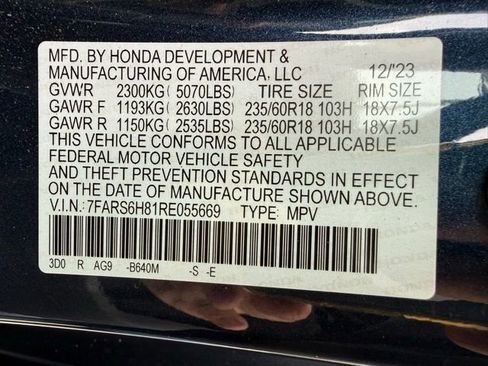 MFD. BY HONDA DEVELOPMENT &
MANUFACTURING OF AMERICA, LLC 12/'23
GVWR 2300KG( 5070LBS) TIRE SIZE RIM SIZE
GAWR F 1193KG( 2630LBS) 235/60R18 103H 18X7.5J
GAWR R 1150KG( 2535LBS) 235/60R18 103H 18X7.5J
THIS VEHICLE CONFORMS TO ALL APPLICABLE
FEDERAL MOTOR VEHICLE SAFETY
AND THEFT PREVENTION STANDARDS IN EFFECT
ON THE DATE OF MANUFACTURE SHOWN ABOVE.
V.I.N.: 7FARS6H81RE055669 TYPE: MPV
3D0 R AG9 -B640M -S -E